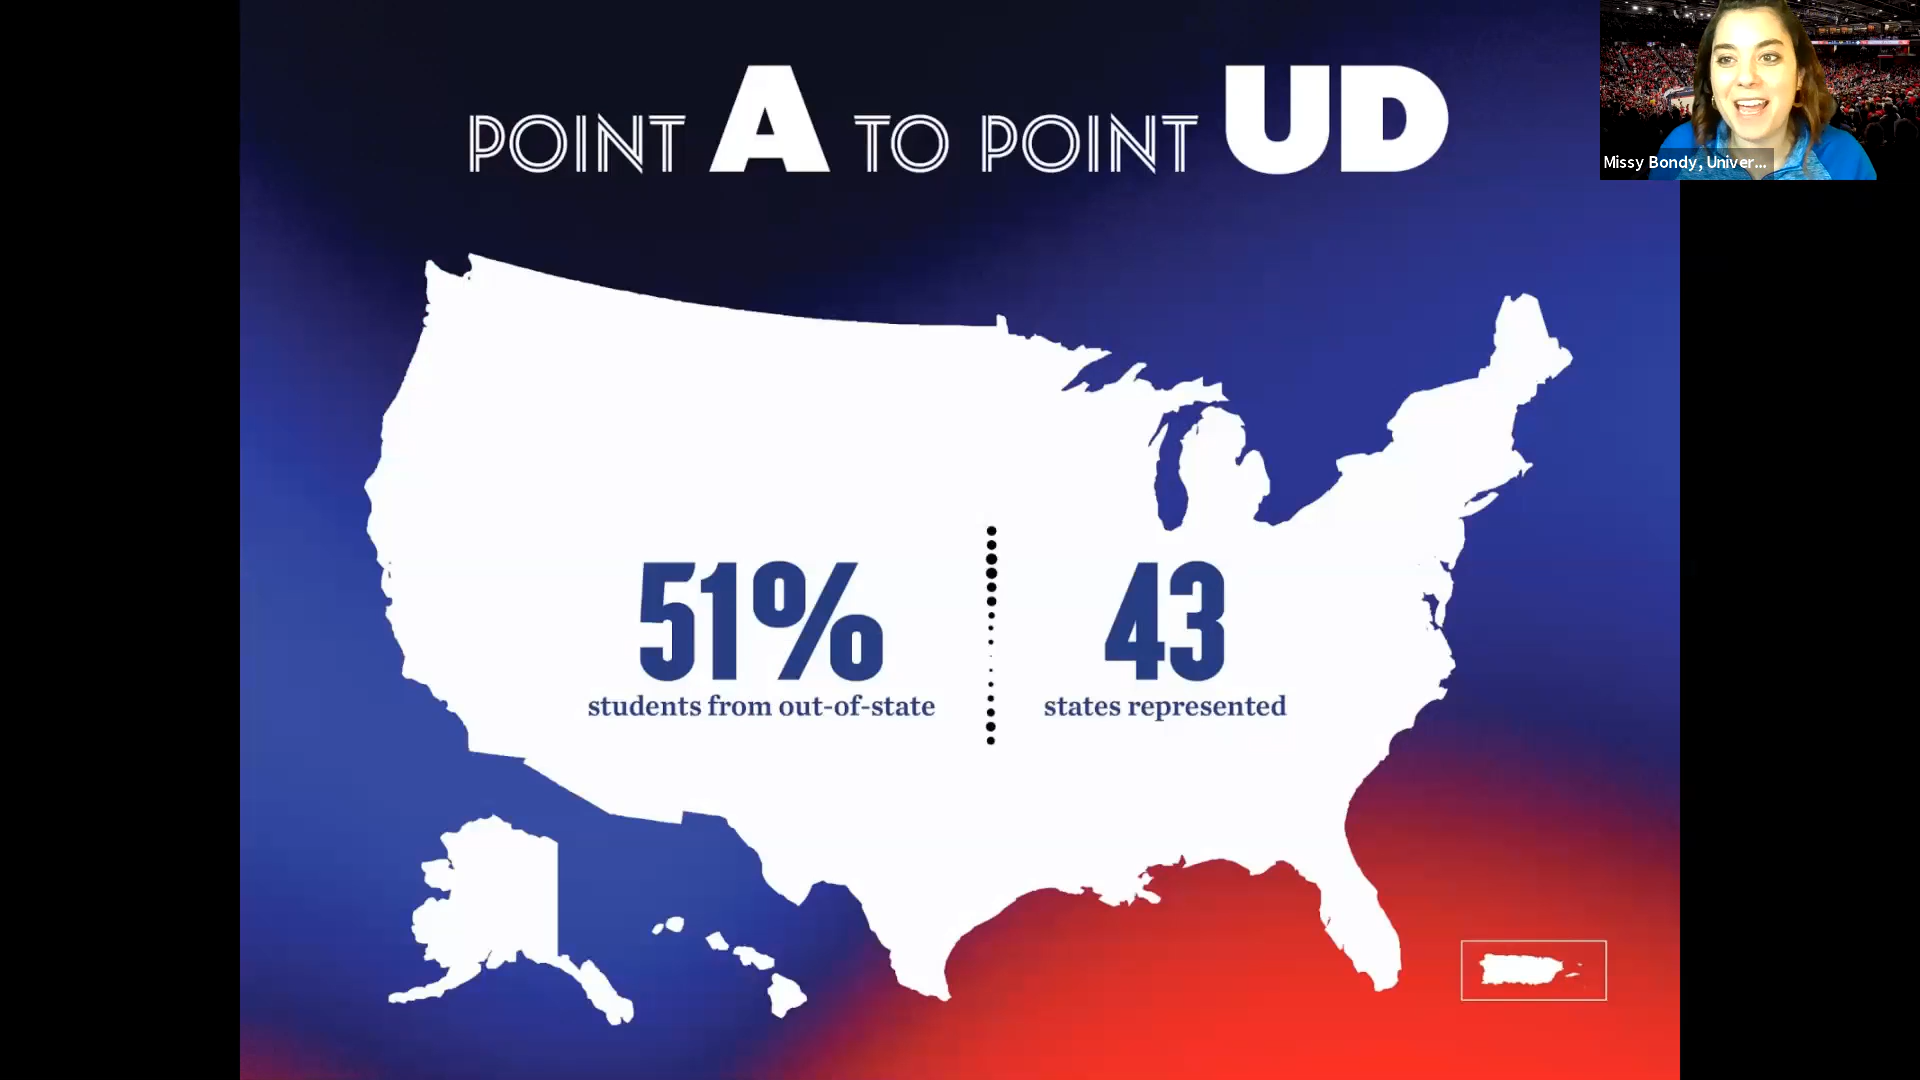 POINT A TO POINT UD
Missy Bondy, Univer...
51%
students from out-of-state
43
states represented